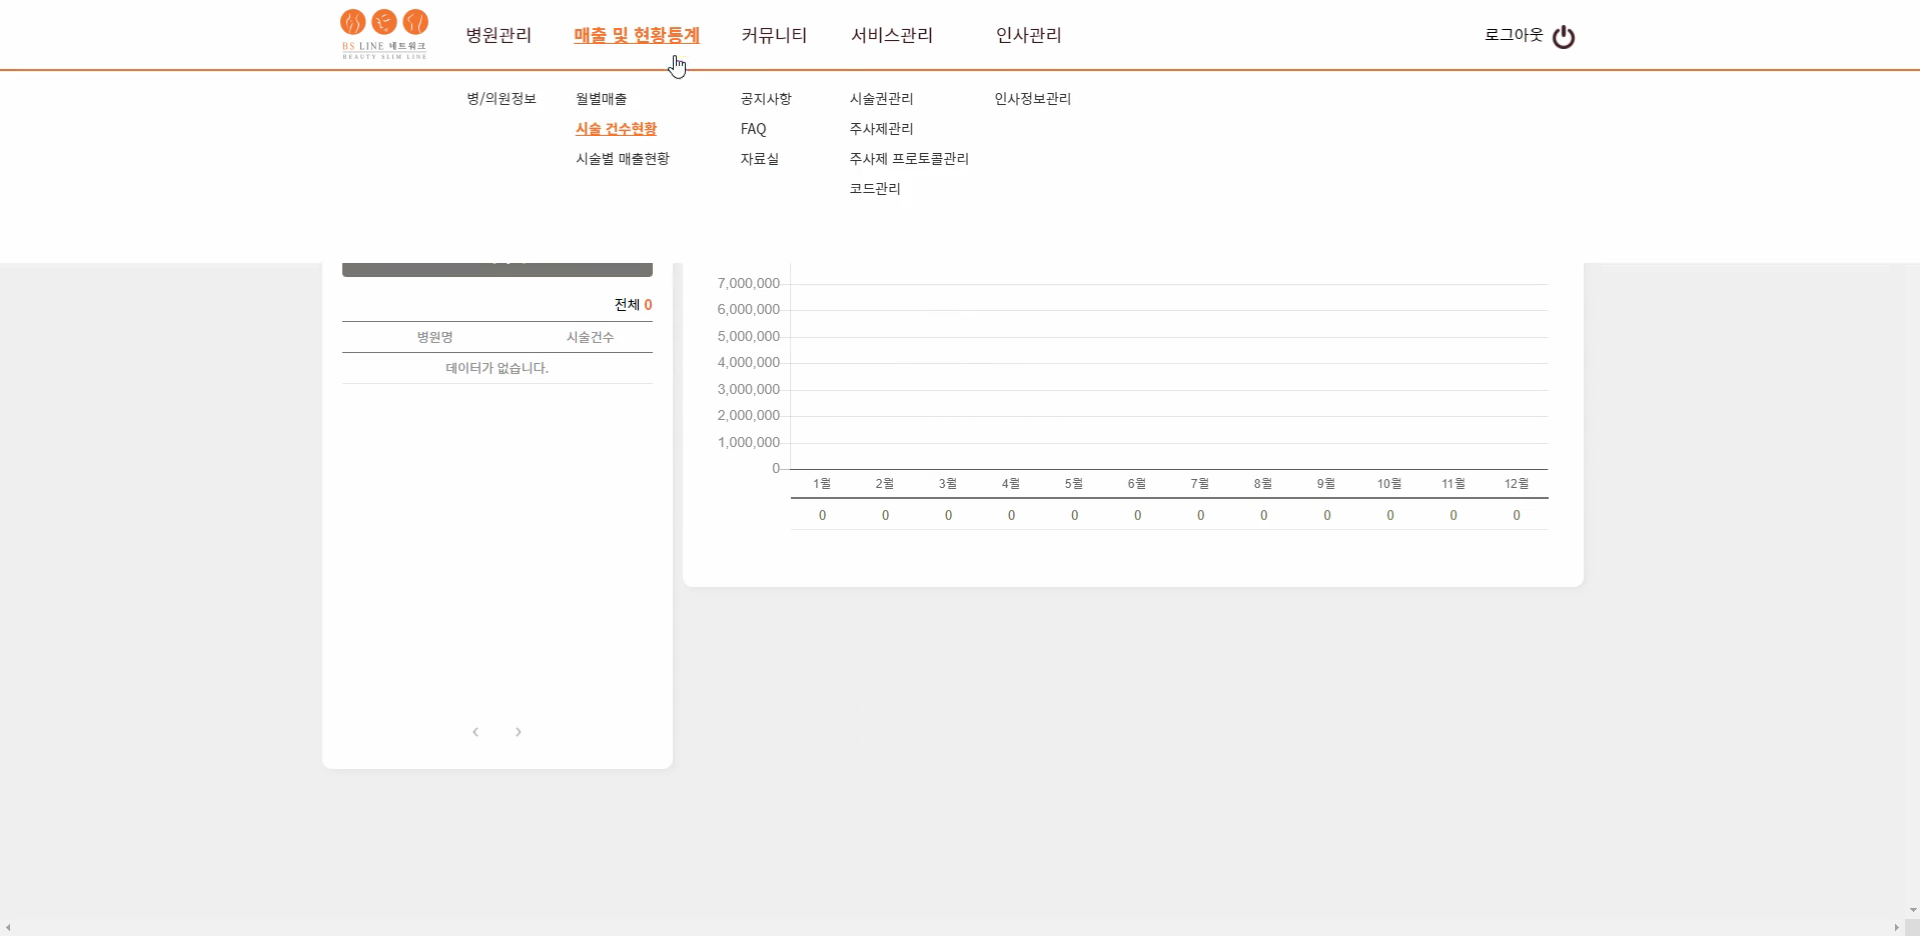 BS LINE 네트워크
BEAUTY SLIM LINE
병원관리 매출 및 현황통계 커뮤니티 서비스관리 인사관리 로그아웃
병/의원정보 월별매출 공지사항 시술권관리 인사정보관리
시술 건수현황 FAQ 주사제관리
시술별 매출현황 자료실 주사제 프로토콜관리
코드관리
전체 0
병원명 시술건수
데이터가 없습니다.
7,000,000
6,000,000
5,000,000
4,000,000
3,000,000
2,000,000
1,000,000
0
1월 2월 3월 4월 5월 6월 7월 8월 9월 10월 11월 12월
0 0 0 0 0 0 0 0 0 0 0 0